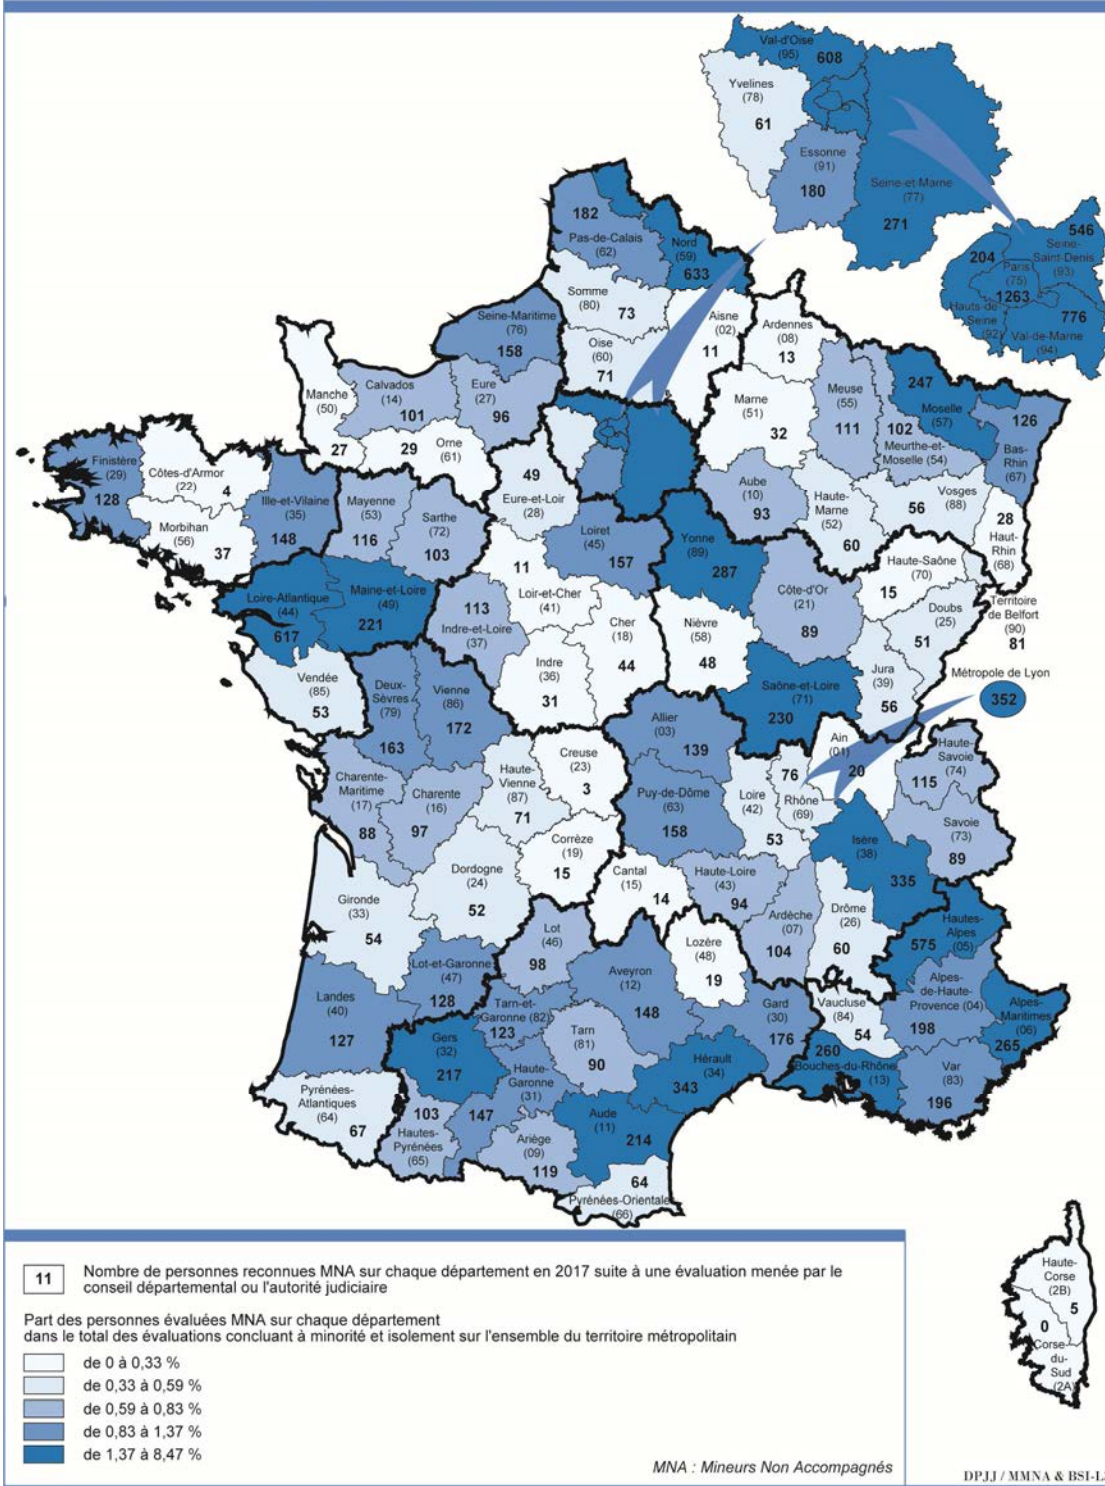 Val-d'Oise
(95) 608
Yvelines
(78)
61
Essonne
(91)
180
Seine-et Marne
(77)
271
546
Seine-
Saint-Denis
(93)
204
Paris
(75)
1263
Hauts de
Seine
(92)
776
Val-de-Marne
(94)
182
Pas-de-Calais
(62)
Nord
(59)
633
Somme
(80)
73
Aisne
(02)
11
Ardennes
(08)
13
Seine-Maritime
(76)
158
Oise
(60)
71
Manche
(50)
27
Calvados
(14)
101
Eure
(27)
96
Marne
(51)
32
Meuse
(55)
111
247
Moselle
(57)
102
Meurthe-et-
Moselle (54)
126
Bas-
Rhin
(67)
29
Orne
(61)
Finistère
(29)
128
Côtes-d'Armor
(22)
4
Ille-et-Vilaine
(35)
148
Morbihan
(56)
37
Mayenne
(53)
116
Sarthe
(72)
103
49
Eure-et-Loir
(28)
Loiret
(45)
157
Yonne
(89)
287
Aube
(10)
93
Haute-
Marne
(52)
60
Vosges
(88)
56
28
Haut-
Rhin
(68)
Loire-Atlantique
(44)
617
Maine-et-Loire
(49)
221
113
Indre-et-Loire
(37)
11
Loir-et-Cher
(41)
Cher
(18)
44
Nièvre
(58)
48
Côte-d'Or
(21)
89
Haute-Saône
(70)
15
Doubs
(25)
51
Territoire
de Belfort
(90)
81
Vendée
(85)
53
Deux-
Sèvres
(79)
163
Vienne
(86)
172
Indre
(36)
31
Allier
(03)
139
Saône-et-Loire
(71)
230
Jura
(39)
56
Métropole de Lyon
352
Charente-
Maritime
(17)
88
Charente
(16)
97
Haute-
Vienne
(87)
71
Creuse
(23)
3
Puy-de-Dôme
(63)
158
Loire
(42)
53
76
Rhône
(69)
Ain
(01)
20
Haute-
Savoie
(74)
115
Savoie
(73)
89
Isère
(38)
335
Corrèze
(19)
15
Cantal
(15)
14
Haute-Loire
(43)
94
Ardèche
(07)
104
Drôme
(26)
60
Hautes-
Alpes
(05)
575
Gironde
(33)
54
Dordogne
(24)
52
Lot
(46)
98
Lot-et-Garonne
(47)
128
Aveyron
(12)
148
Lozère
(48)
19
Gard
(30)
176
Vaucluse
(84)
54
Alpes-
de-Haute-
Provence (04)
198
Alpes-
Maritimes
(06)
265
Landes
(40)
127
Tarn-et-
Garonne (82)
123
Tarn
(81)
90
Gers
(32)
217
Haute-
Garonne
(31)
147
Hérault
(34)
343
260
Bouches-du-Rhône
(13)
Var
(83)
196
Pyrénées-
Atlantiques
(64)
67
103
Hautes-
Pyrénées
(65)
Ariège
(09)
119
Aude
(11)
214
64
Pyrénées-Orientales
(66)
Haute-
Corse
(2B)
5
0
Corse-
du-
Sud
(2A)
11 Nombre de personnes reconnues MNA sur chaque département en 2017 suite à une évaluation menée par le
conseil départemental ou l'autorité judiciaire
Part des personnes évaluées MNA sur chaque département
dans le total des évaluations concluant à minorité et isolement sur l'ensemble du territoire métropolitain
de 0 à 0,33 %
de 0,33 à 0,59 %
de 0,59 à 0,83 %
de 0,83 à 1,37 %
de 1,37 à 8,47 %
MNA : Mineurs Non Accompagnés
DPJJ / MMNA & BSI-L